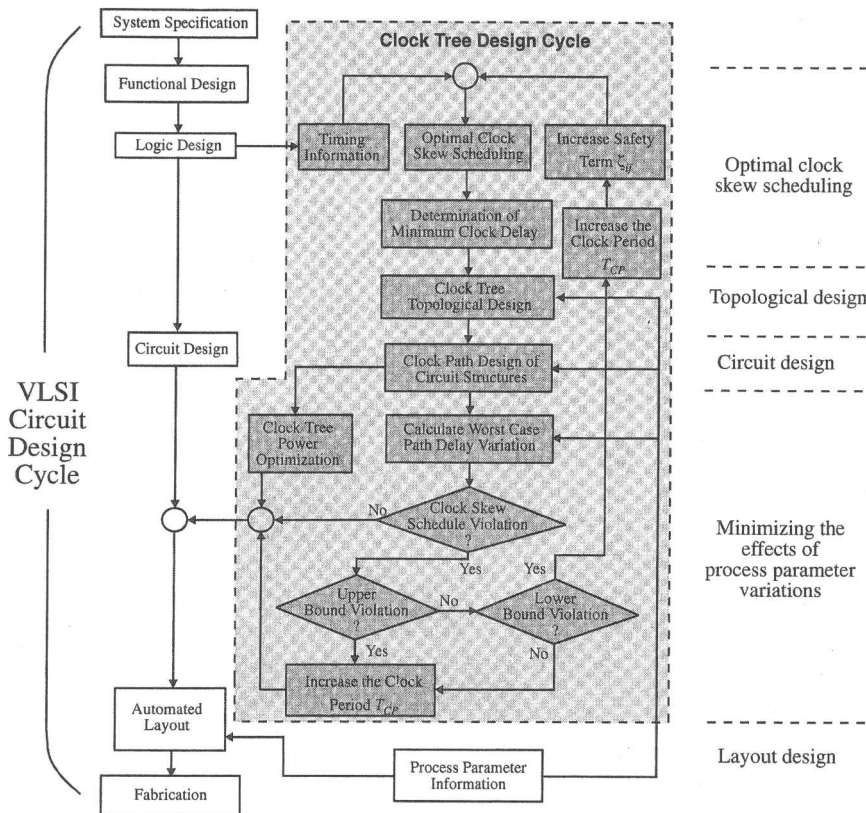 System Specification
Clock Tree Design Cycle
Functional Design
Logic Design
Timing
Information
Optimal Clock
Skew Scheduling
Increase Safety
Term ζij
Optimal clock
skew scheduling
Determination of
Minimum Clock Delay
Increase the
Clock Period
TCP
Clock Tree
Topological Design
Topological design
Circuit Design
Clock Path Design of
Circuit Structures
Circuit design
VLSI
Circuit
Design
Cycle
Clock Tree
Power
Optimization
Calculate Worst Case
Path Delay Variation
No
Clock Skew
Schedule Violation
?
Minimizing the
effects of
process parameter
variations
Yes
Yes
Upper
Bound Violation
?
No
Lower
Bound Violation
?
Yes
No
Increase the Clock
Period TCP
Automated
Layout
Process Parameter
Information
Layout design
Fabrication